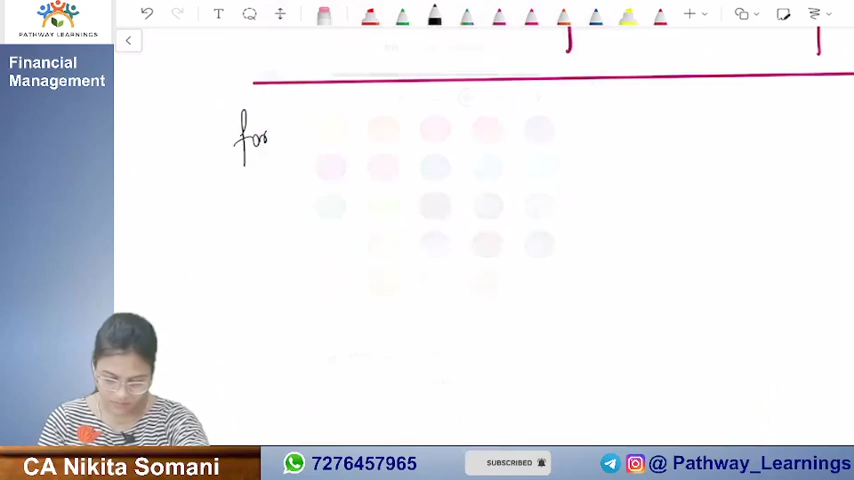 PATHWAY LEARNINGS
Financial
Management
T
for
CA Nikita Somani
7276457965
SUBSCRIBED
@ Pathway_Learnings